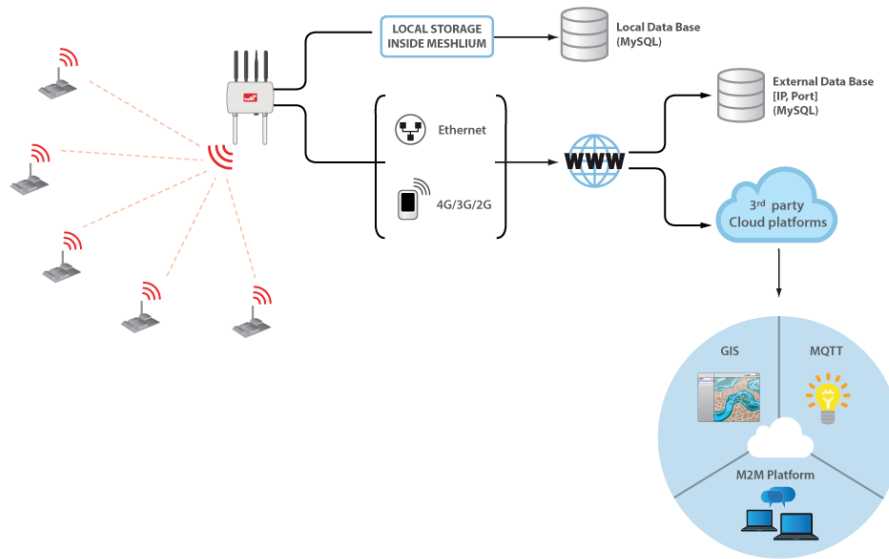 LOCAL STORAGE
INSIDE MESHLIUM
Local Data Base
(MySQL)
External Data Base
[IP, Port]
(MySQL)
Ethernet
WWW
4G/3G/2G
3rd party
Cloud platforms
GIS
MQTT
M2M Platform